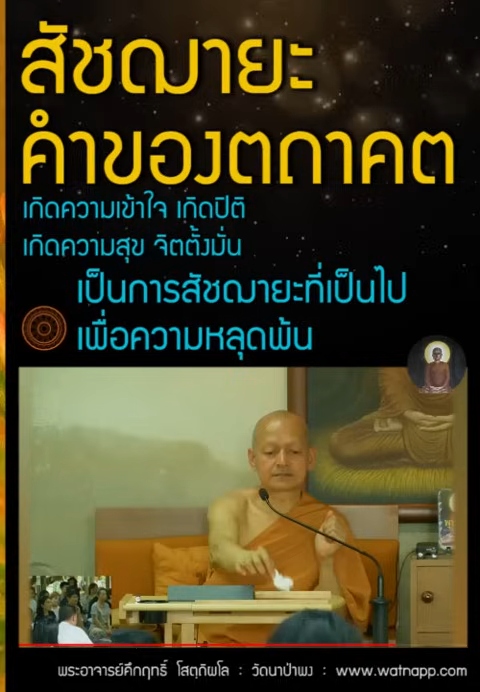 สัชฌายะ
คำของตถาคต
เกิดความเข้าใจ เกิดปิติ
เกิดความสุข จิตตั้งมั่น
เป็นการสัชฌายะที่เป็นไป
เพื่อความหลุดพ้น
พระอาจารย์คึกฤทธิ์ โสตฺถิผโล : วัดนาป่าพง : www.watnapp.com